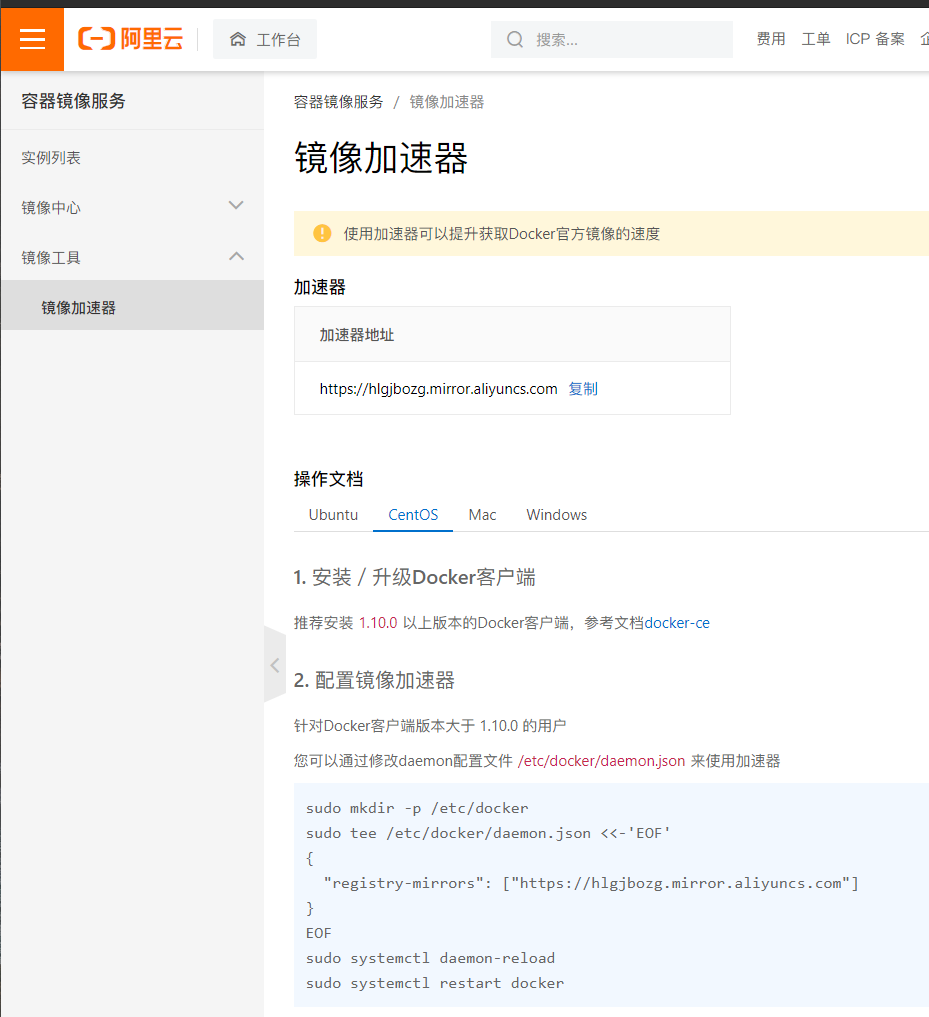 阿里云
工作台
搜索...
费用 工单 ICP 备案
容器镜像服务
实例列表
镜像中心
镜像工具
镜像加速器
容器镜像服务 / 镜像加速器
镜像加速器
使用加速器可以提升获取Docker官方镜像的速度
加速器
加速器地址
https://hlgjbozg.mirror.aliyuncs.com 复制
操作文档
Ubuntu CentOS Mac Windows
1. 安装 / 升级Docker客户端
推荐安装 1.10.0 以上版本的Docker客户端，参考文档docker-ce
2. 配置镜像加速器
针对Docker客户端版本大于 1.10.0 的用户
您可以通过修改daemon配置文件 /etc/docker/daemon.json 来使用加速器
sudo mkdir -p /etc/docker
sudo tee /etc/docker/daemon.json <<-'EOF'
{
"registry-mirrors": ["https://hlgjbozg.mirror.aliyuncs.com"]
}
EOF
sudo systemctl daemon-reload
sudo systemctl restart docker